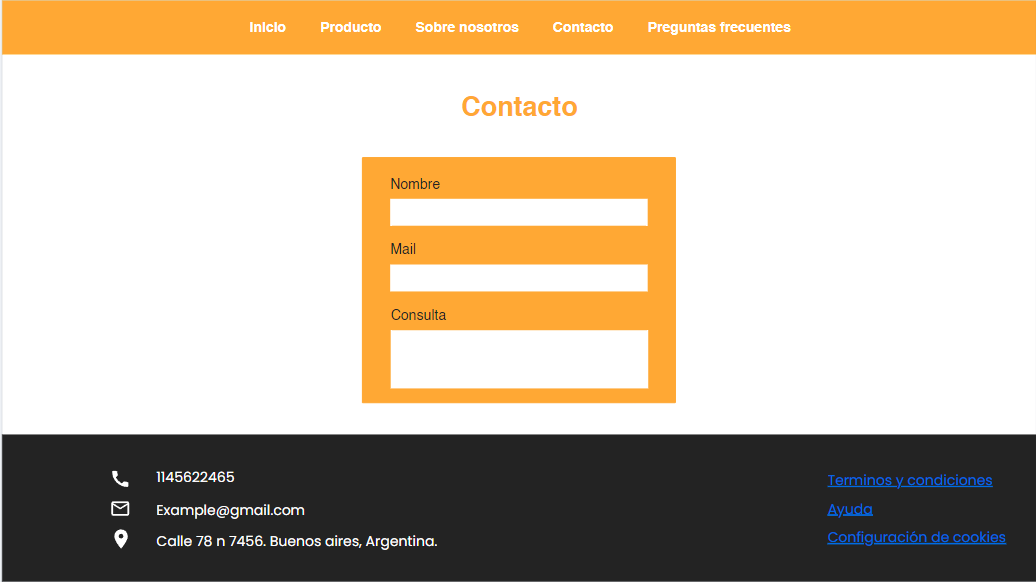 Inicio Producto Sobre nosotros Contacto Preguntas frecuentes
Contacto
Nombre
Mail
Consulta
1145622465
Example@gmail.com
Calle 78 n 7456. Buenos aires, Argentina.
Terminos y condiciones
Ayuda
Configuración de cookies